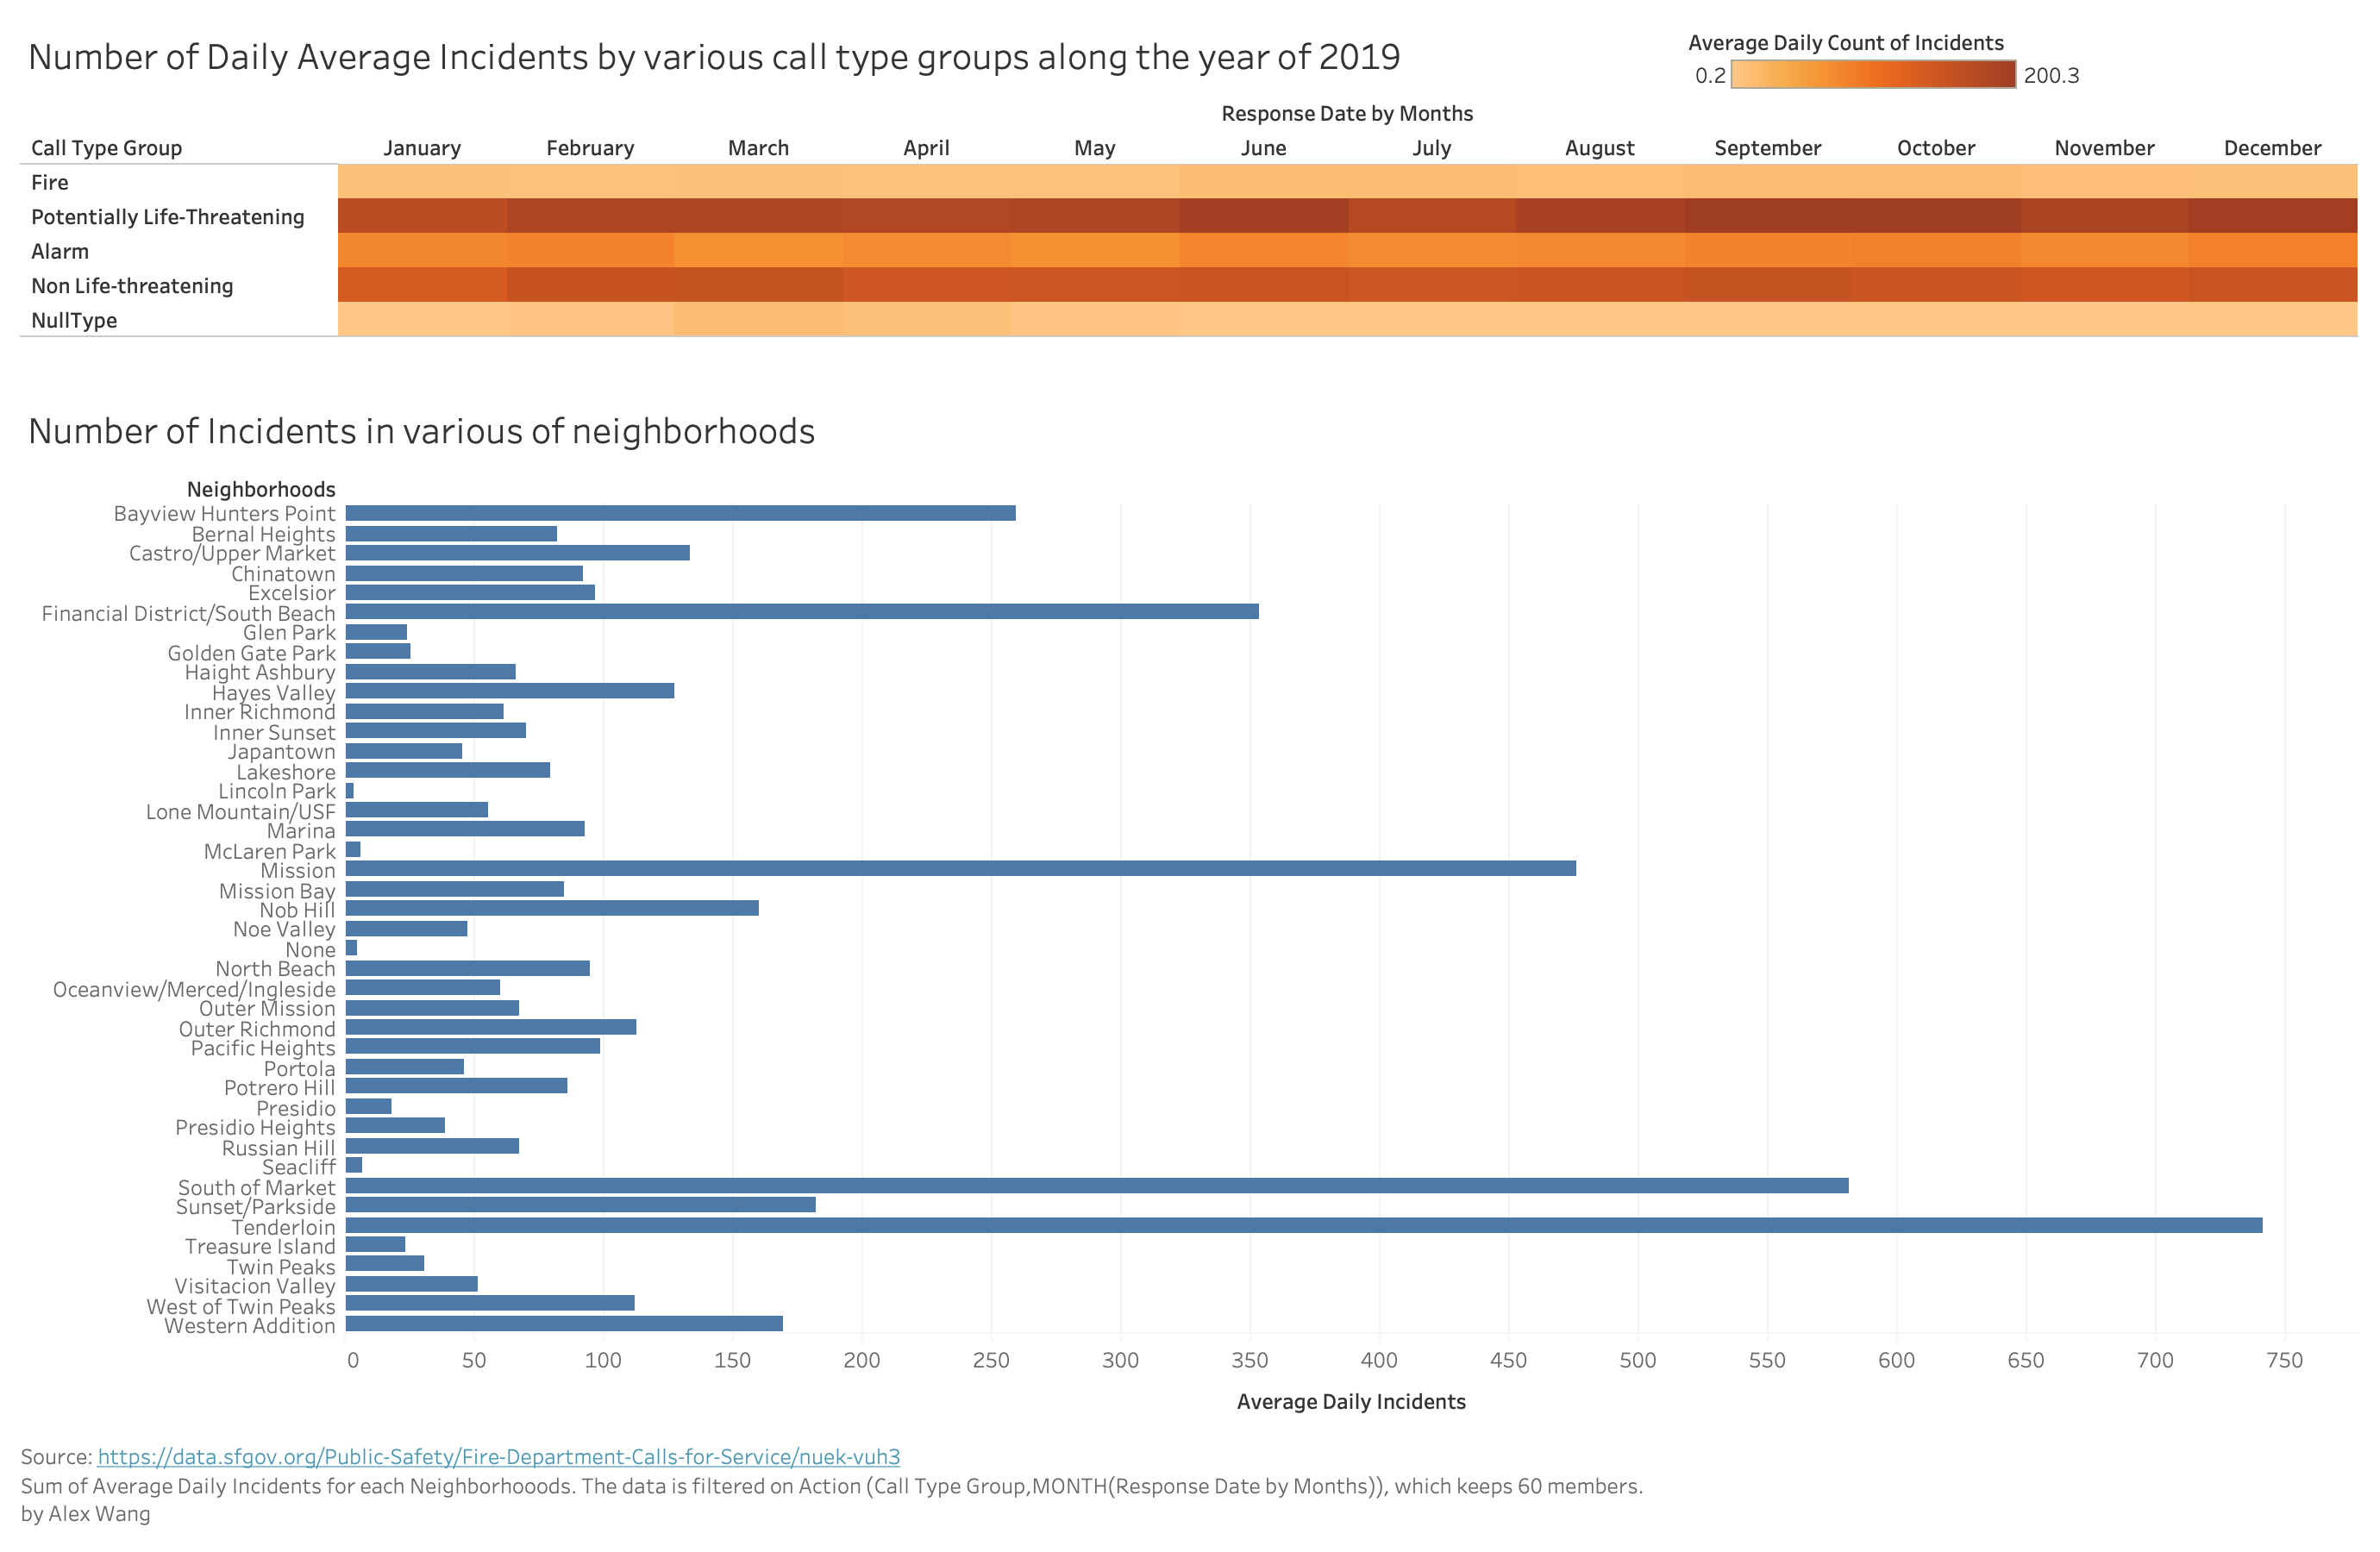 Number of Daily Average Incidents by various call type groups along the year of 2019
Average Daily Count of Incidents
0.2 200.3
Response Date by Months
Call Type Group January February March April May June July August September October November December
Fire
Potentially Life-Threatening
Alarm
Non Life-threatening
NullType
Number of Incidents in various of neighborhoods
Neighborhoods
Bayview Hunters Point
Bernal Heights
Castro/Upper Market
Chinatown
Excelsior
Financial District/South Beach
Glen Park
Golden Gate Park
Haight Ashbury
Hayes Valley
Inner Richmond
Inner Sunset
Japantown
Lakeshore
Lincoln Park
Lone Mountain/USF
Marina
McLaren Park
Mission
Mission Bay
Nob Hill
Noe Valley
None
North Beach
Oceanview/Merced/Ingleside
Outer Mission
Outer Richmond
Pacific Heights
Portola
Potrero Hill
Presidio
Presidio Heights
Russian Hill
Seacliff
South of Market
Sunset/Parkside
Tenderloin
Treasure Island
Twin Peaks
Visitacion Valley
West of Twin Peaks
Western Addition
0 50 100 150 200 250 300 350 400 450 500 550 600 650 700 750
Average Daily Incidents
Source: https://data.sfgov.org/Public-Safety/Fire-Department-Calls-for-Service/nuek-vuh3
Sum of Average Daily Incidents for each Neighborhooods. The data is filtered on Action (Call Type Group,MONTH(Response Date by Months)), which keeps 60 members.
by Alex Wang